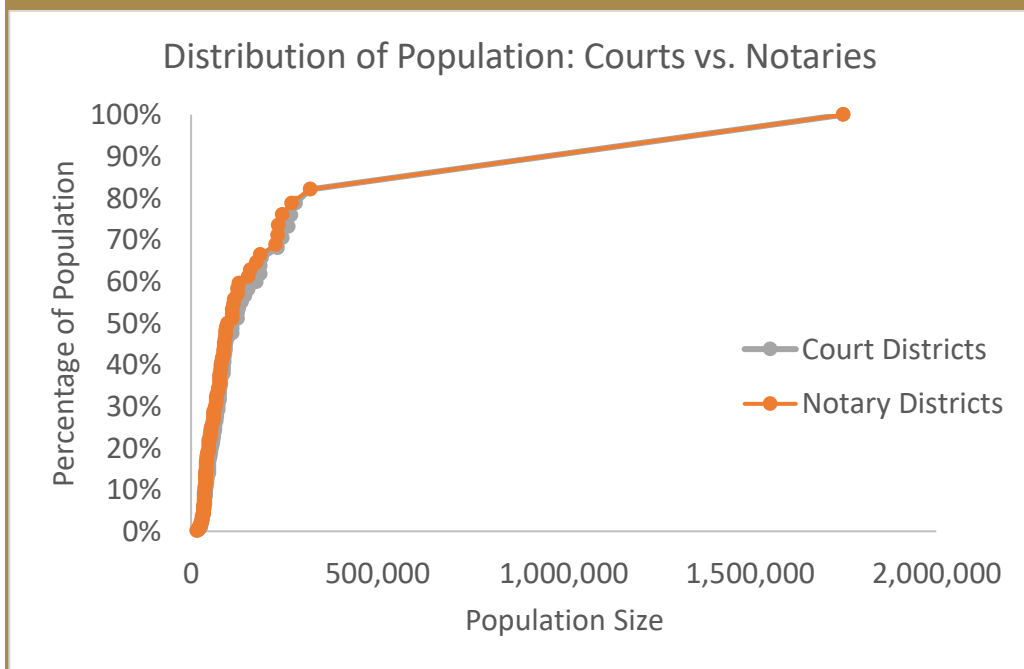 Distribution of Population: Courts vs. Notaries
100%
90%
80%
70%
60%
50%
40%
30%
20%
10%
0%
Percentage of Population
Court Districts
Notary Districts
0 500,000 1,000,000 1,500,000 2,000,000
Population Size